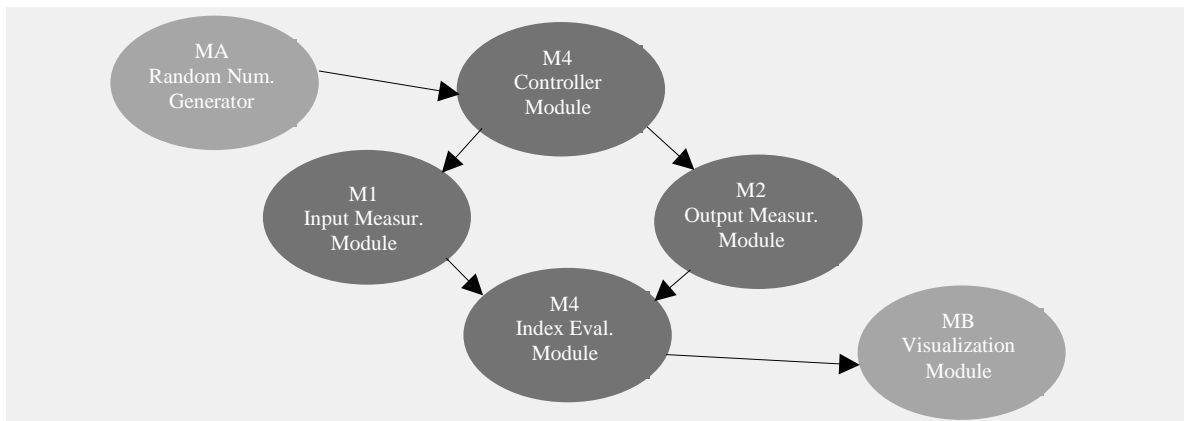 MA
Random Num.
Generator
M4
Controller
Module
M1
Input Measur.
Module
M2
Output Measur.
Module
M4
Index Eval.
Module
MB
Visualization
Module